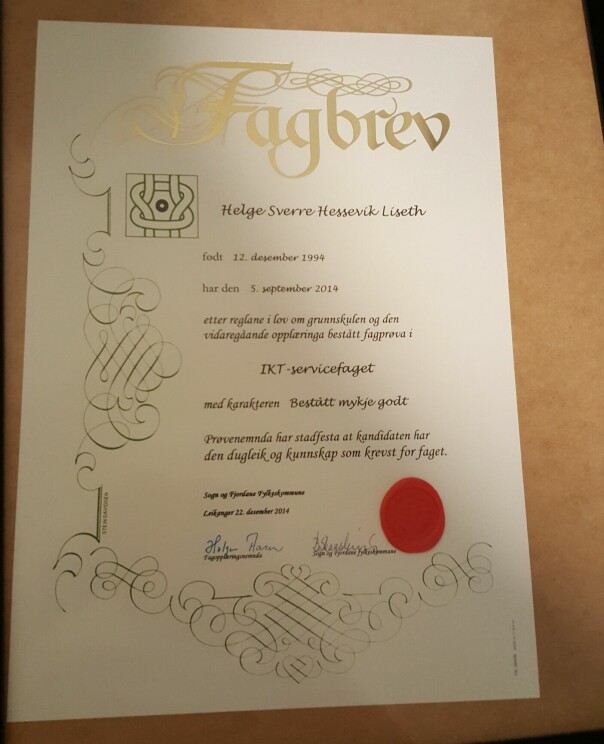 Fagbrev
Helge Sverre Hessevik Liseth
født 12. desember 1994
har den 5. september 2014
etter reglane i lov om grunnskulen og den
vidaregåande opplæringa bestått fagprøva i
IKT-servicefaget
med karakteren Bestått mykje godt
Prøvenemnda har stadfesta at kandidaten har
den dugleik og kunnskap som krevst for faget.
Sogn og Fjordane Fylkeskommune
Leikanger 22. desember 2014
Fagopplæringsnemnda
Sogn og Fjordane fylkeskommune